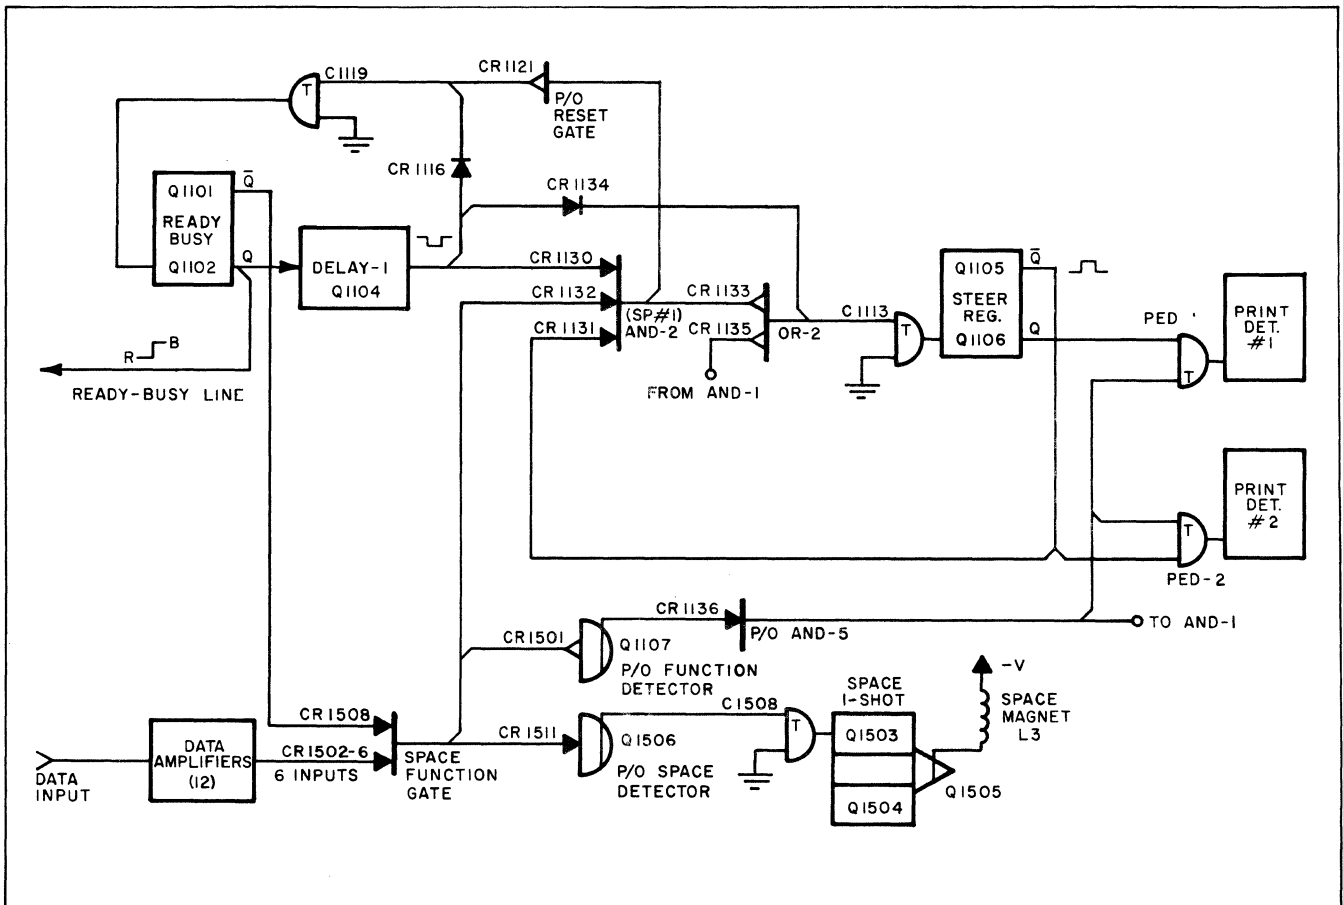 C1119
CR1121
T
P/O
RESET
GATE
CR1116
CR1134
Q1101
READY
BUSY
Q1102
Q̄
Q
DELAY-1
Q1104
CR1130
CR1132
CR1131
(SP#1)
AND-2
CR1133
CR1135
OR-2
FROM AND-1
C1113
T
Q1105
STEER
REG.
Q1106
Q̄
Q
PED '
T
PRINT
DET.
#1
R B
READY-BUSY LINE
T
PRINT
DET.
#2
PED-2
CR1136
P/O AND-5
TO AND-1
CR1501
Q1107
P/O FUNCTION
DETECTOR
-V
SPACE
MAGNET
L3
CR1508
CR1502-6
6 INPUTS
SPACE
FUNCTION
GATE
CR1511
Q1506
P/O SPACE
DETECTOR
C1508
T
SPACE
1-SHOT
Q1503
Q1504
Q1505
DATA
INPUT
DATA
AMPLIFIERS
(12)